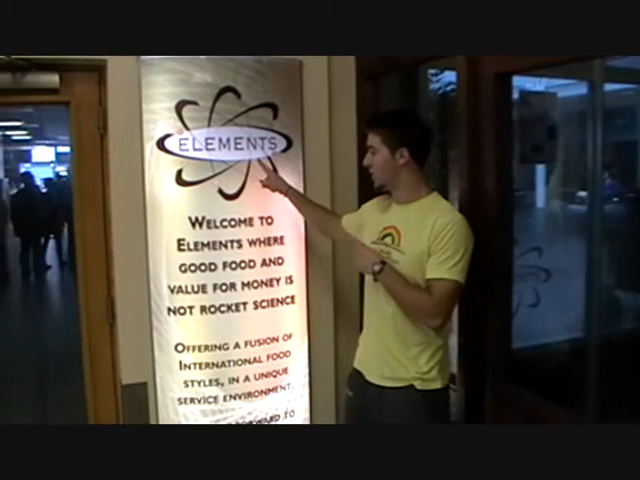 ELEMENTS
WELCOME TO
ELEMENTS WHERE
GOOD FOOD AND
VALUE FOR MONEY IS
NOT ROCKET SCIENCE
OFFERING A FUSION OF
INTERNATIONAL FOOD
STYLES, IN A UNIQUE
SERVICE ENVIRONMENT.
TO